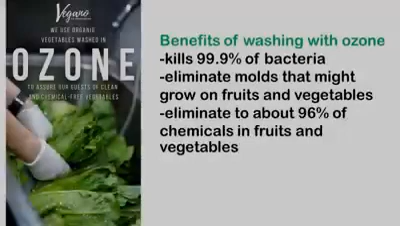 Vegano
WE USE ORGANIC
VEGETABLES WASHED IN
OZONE
TO ASSURE OUR GUESTS OF CLEAN
AND CHEMICAL-FREE VEGETABLES
Benefits of washing with ozone
-kills 99.9% of bacteria
-eliminate molds that might
grow on fruits and vegetables
-eliminate to about 96% of
chemicals in fruits and
vegetables